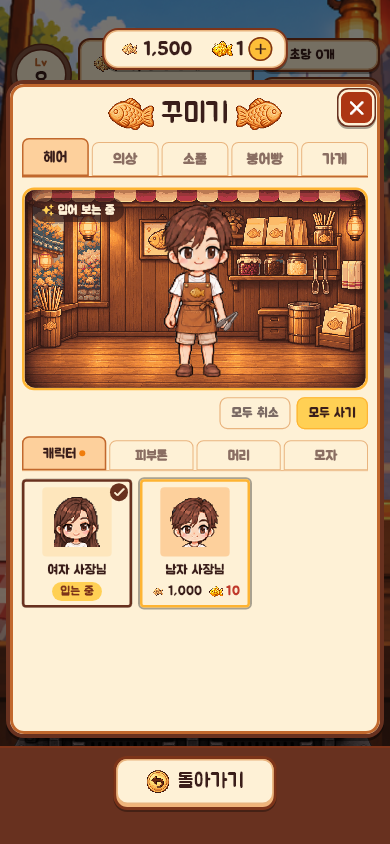 1,500 1 +
Lv
0
초당 0개
꾸미기
헤어 의상 소품 붕어빵 가게
입어 보는 중
모두 취소 모두 사기
캐릭터 피부톤 머리 모자
여자 사장님
입는 중
남자 사장님
1,000 10
돌아가기